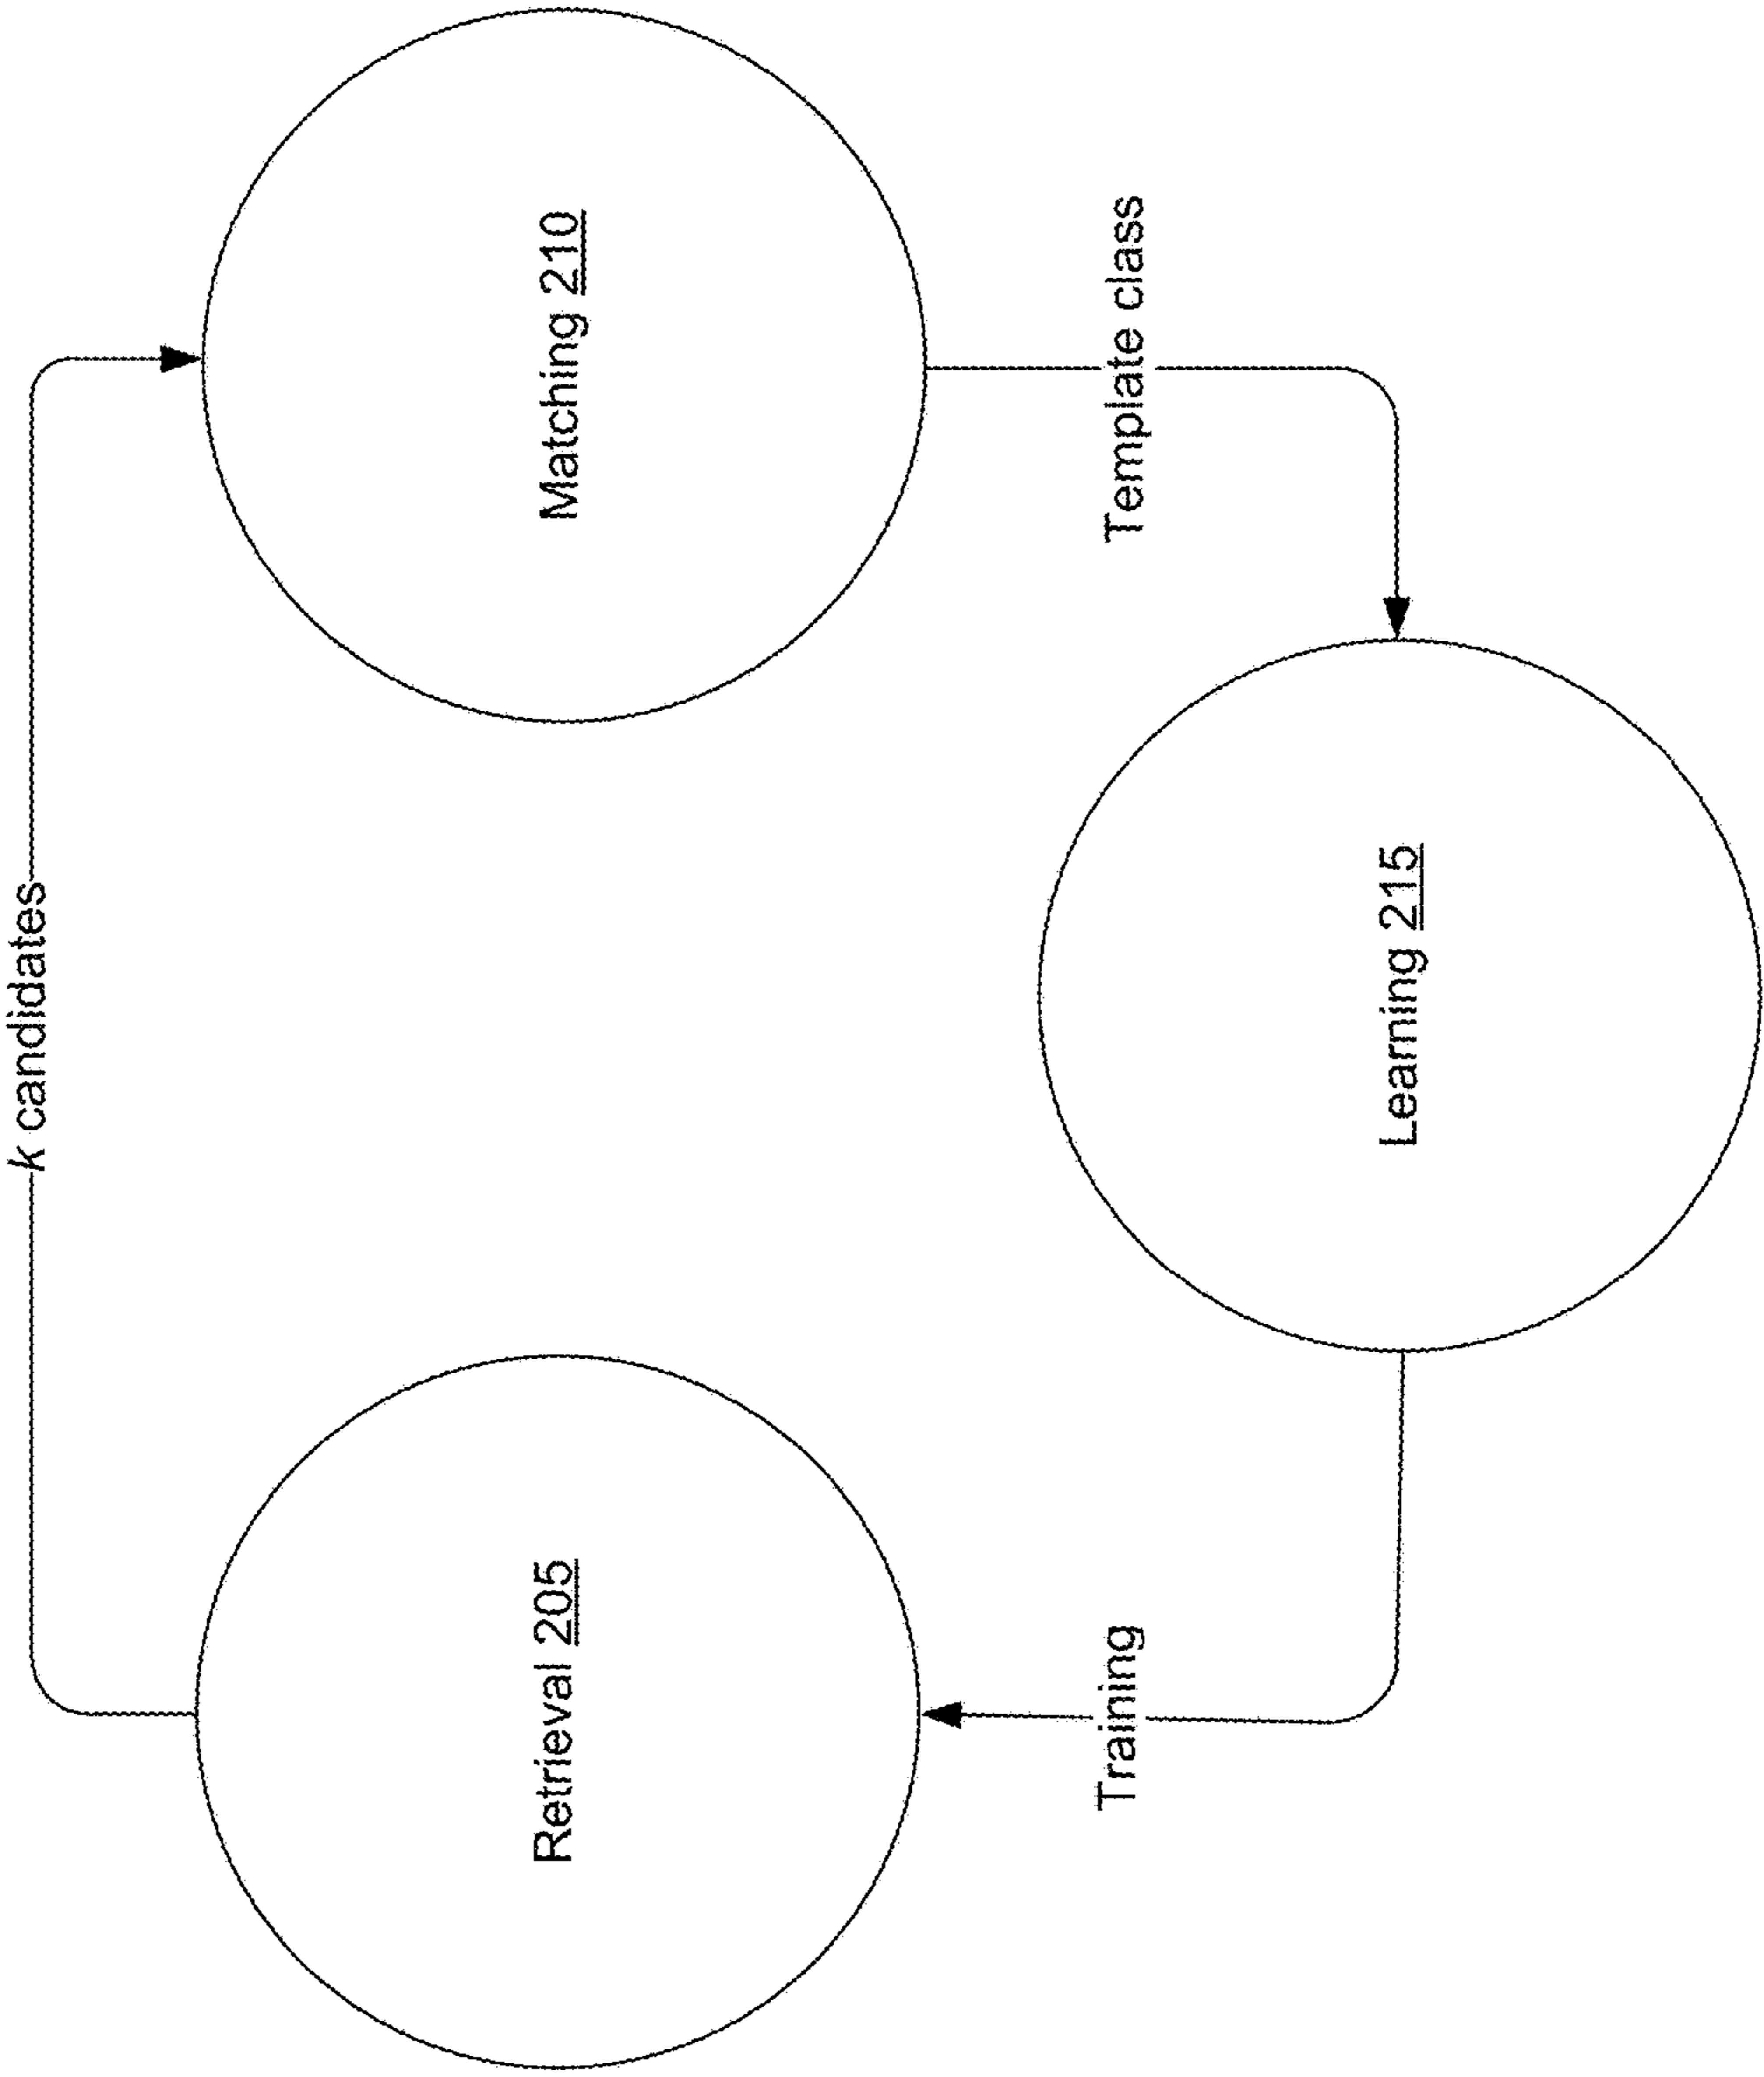 k candidates
Retrieval 205
Matching 210
Training
Template class
Learning 215